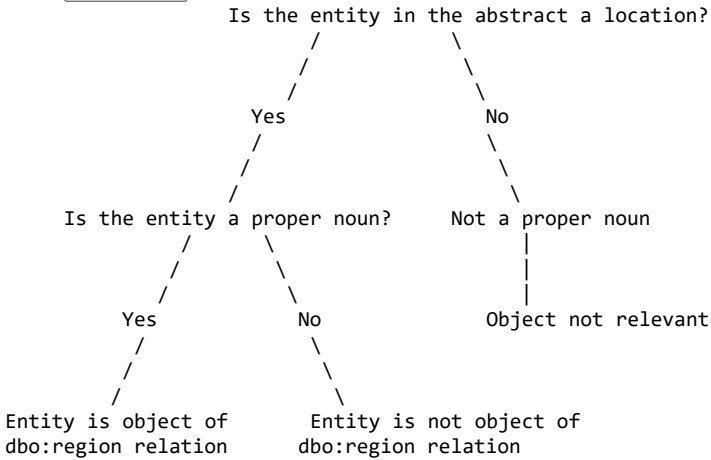 Is the entity in the abstract a location?
/ \
/ \
/ \
/ \
Yes No
/ \
/ \
/ \
/ \
Is the entity a proper noun? Not a proper noun
/ \ |
/ \ |
/ \ |
/ \
Yes No Object not relevant
/ \
/ \
/ \
/ \
Entity is object of Entity is not object of
dbo:region relation dbo:region relation